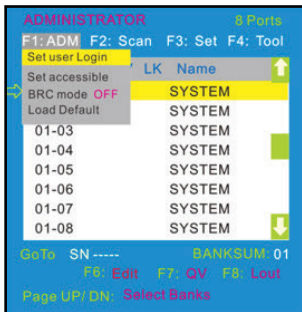 ADMINISTRATOR 8 Ports
F1: ADM F2: Scan F3: Set F4: Tool
Set user Login
LK Name
Set accessible
BRC mode OFF SYSTEM
Load Default SYSTEM
01-03 SYSTEM
01-04 SYSTEM
01-05 SYSTEM
01-06 SYSTEM
01-07 SYSTEM
01-08 SYSTEM
GoTo SN ----- BANKSUM: 01
F6: Edit F7: QV F8: Lout
Page UP/ DN: Select Banks